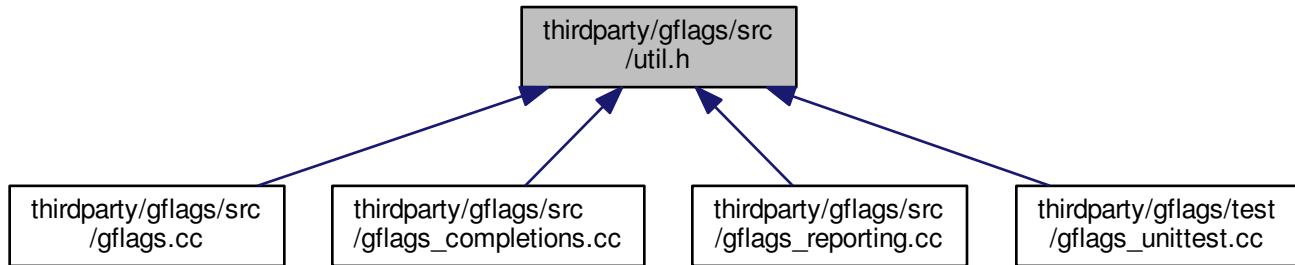 thirdparty/gflags/src
/util.h
thirdparty/gflags/src
/gflags.cc
thirdparty/gflags/src
/gflags_completions.cc
thirdparty/gflags/src
/gflags_reporting.cc
thirdparty/gflags/test
/gflags_unittest.cc